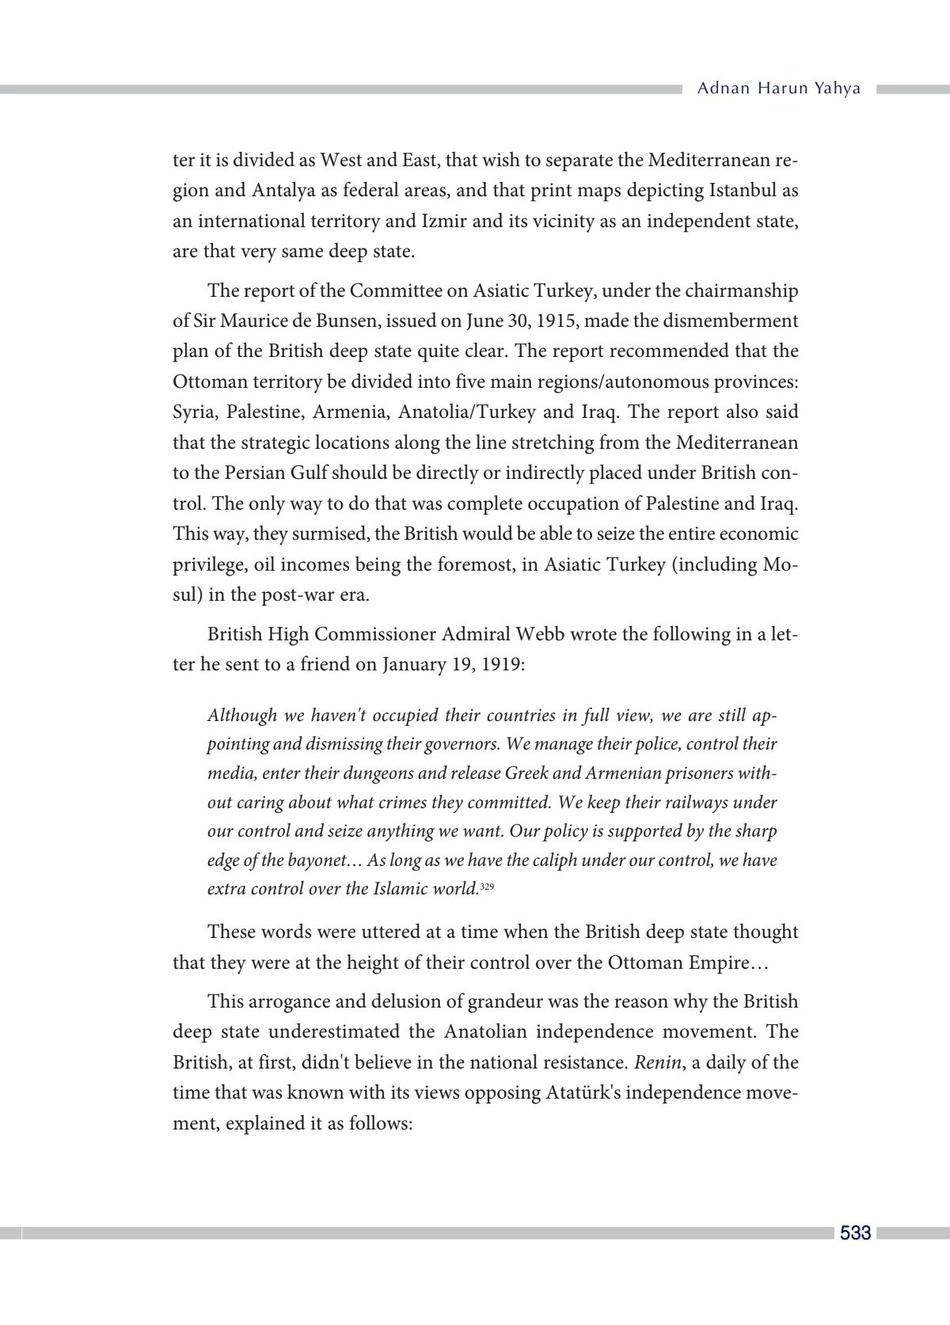 Adnan Harun Yahya
ter it is divided as West and East, that wish to separate the Mediterranean re-
gion and Antalya as federal areas, and that print maps depicting Istanbul as
an international territory and Izmir and its vicinity as an independent state,
are that very same deep state.
The report of the Committee on Asiatic Turkey, under the chairmanship
of Sir Maurice de Bunsen, issued on June 30, 1915, made the dismemberment
plan of the British deep state quite clear. The report recommended that the
Ottoman territory be divided into five main regions/autonomous provinces:
Syria, Palestine, Armenia, Anatolia/Turkey and Iraq. The report also said
that the strategic locations along the line stretching from the Mediterranean
to the Persian Gulf should be directly or indirectly placed under British con-
trol. The only way to do that was complete occupation of Palestine and Iraq.
This way, they surmised, the British would be able to seize the entire economic
privilege, oil incomes being the foremost, in Asiatic Turkey (including Mo-
sul) in the post-war era.
British High Commissioner Admiral Webb wrote the following in a let-
ter he sent to a friend on January 19, 1919:
Although we haven't occupied their countries in full view, we are still ap-
pointing and dismissing their governors. We manage their police, control their
media, enter their dungeons and release Greek and Armenian prisoners with-
out caring about what crimes they committed. We keep their railways under
our control and seize anything we want. Our policy is supported by the sharp
edge of the bayonet… As long as we have the caliph under our control, we have
extra control over the Islamic world.³²⁹
These words were uttered at a time when the British deep state thought
that they were at the height of their control over the Ottoman Empire…
This arrogance and delusion of grandeur was the reason why the British
deep state underestimated the Anatolian independence movement. The
British, at first, didn't believe in the national resistance. Renin, a daily of the
time that was known with its views opposing Atatürk's independence move-
ment, explained it as follows:
533